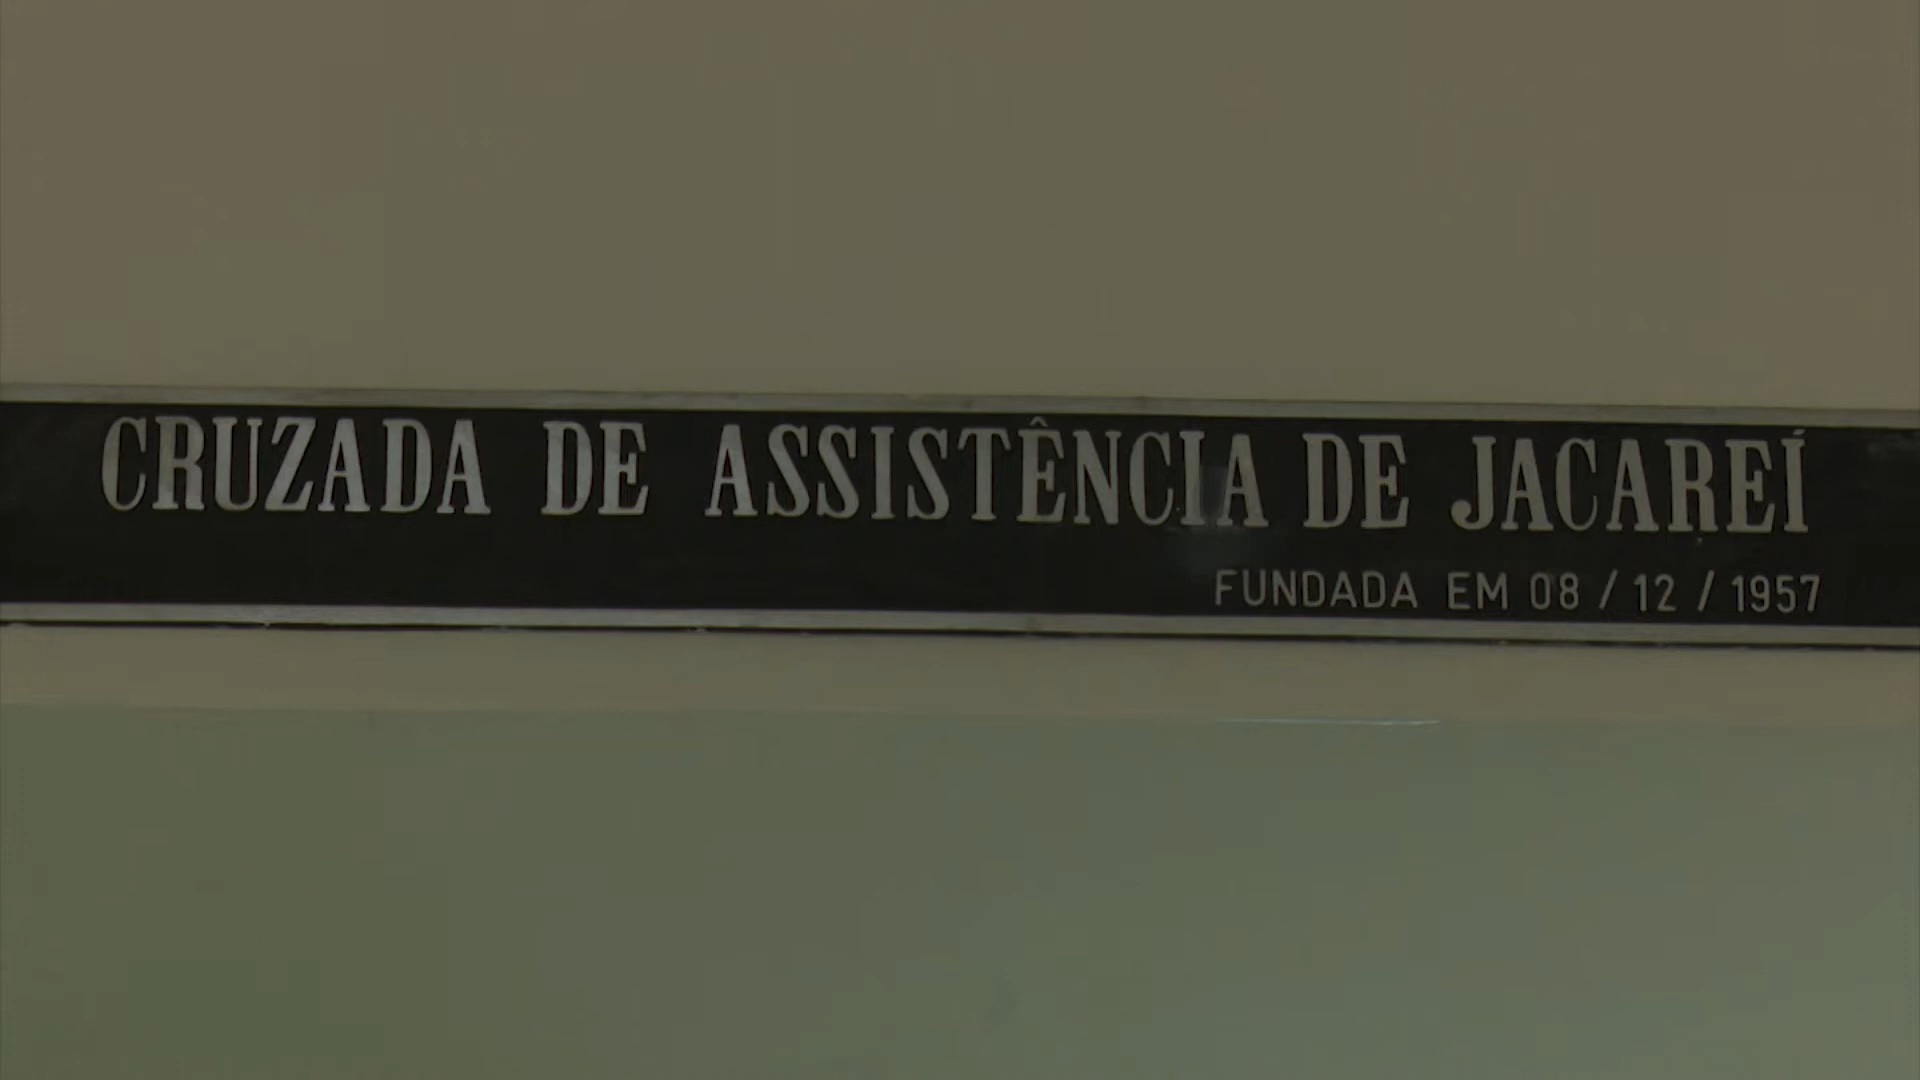 CRUZADA DE ASSISTÊNCIA DE JACAREÍ
FUNDADA EM 08 / 12 / 1957